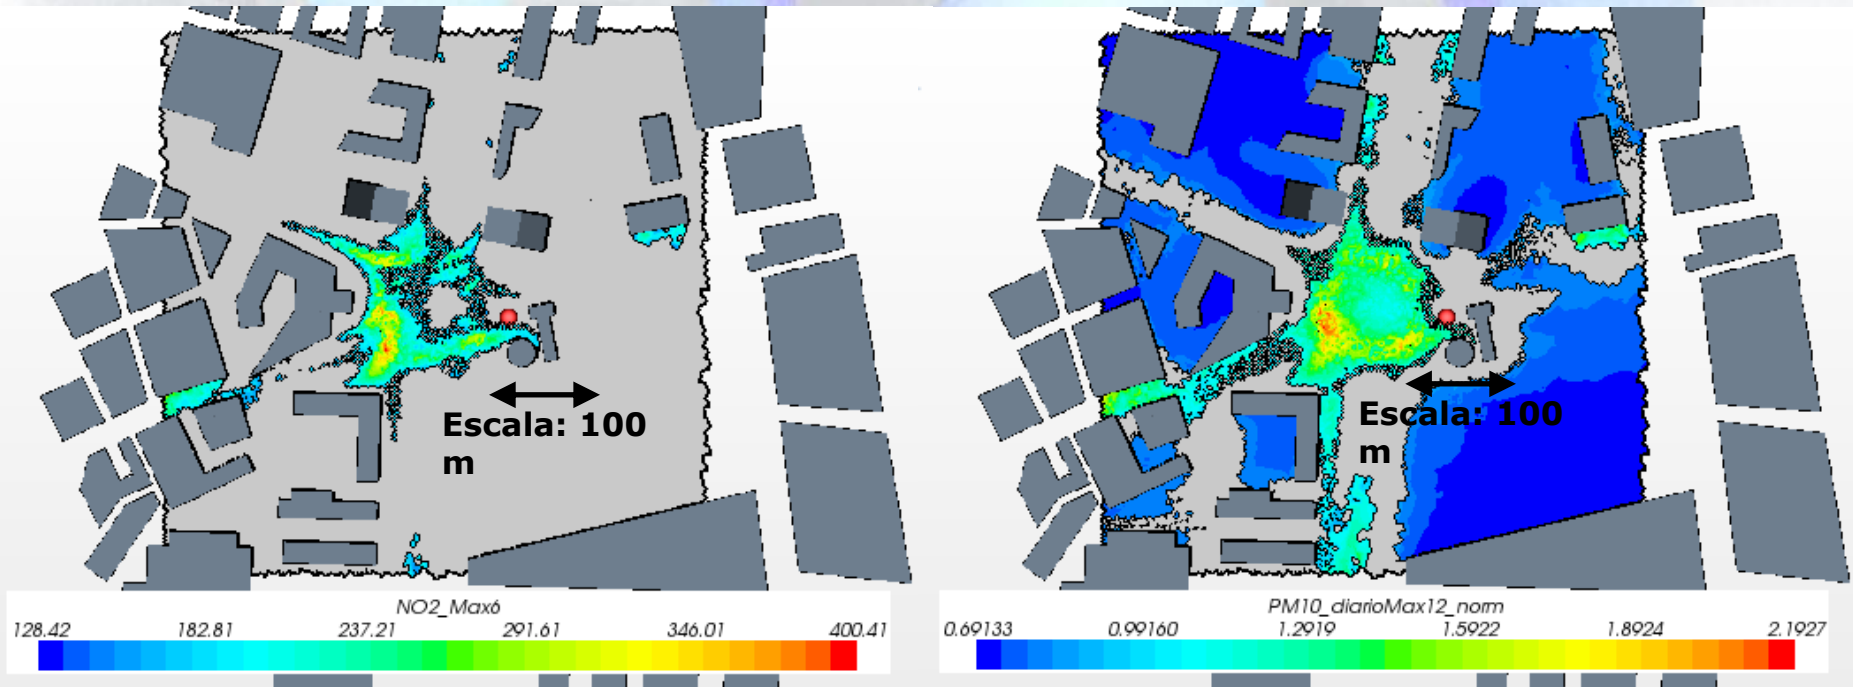 Escala: 100
m
NO2_Max6
128.42 182.81 237.21 291.61 346.01 400.41
Escala: 100
m
PM10_diarioMax12_norm
0.69133 0.99160 1.2919 1.5922 1.8924 2.1927